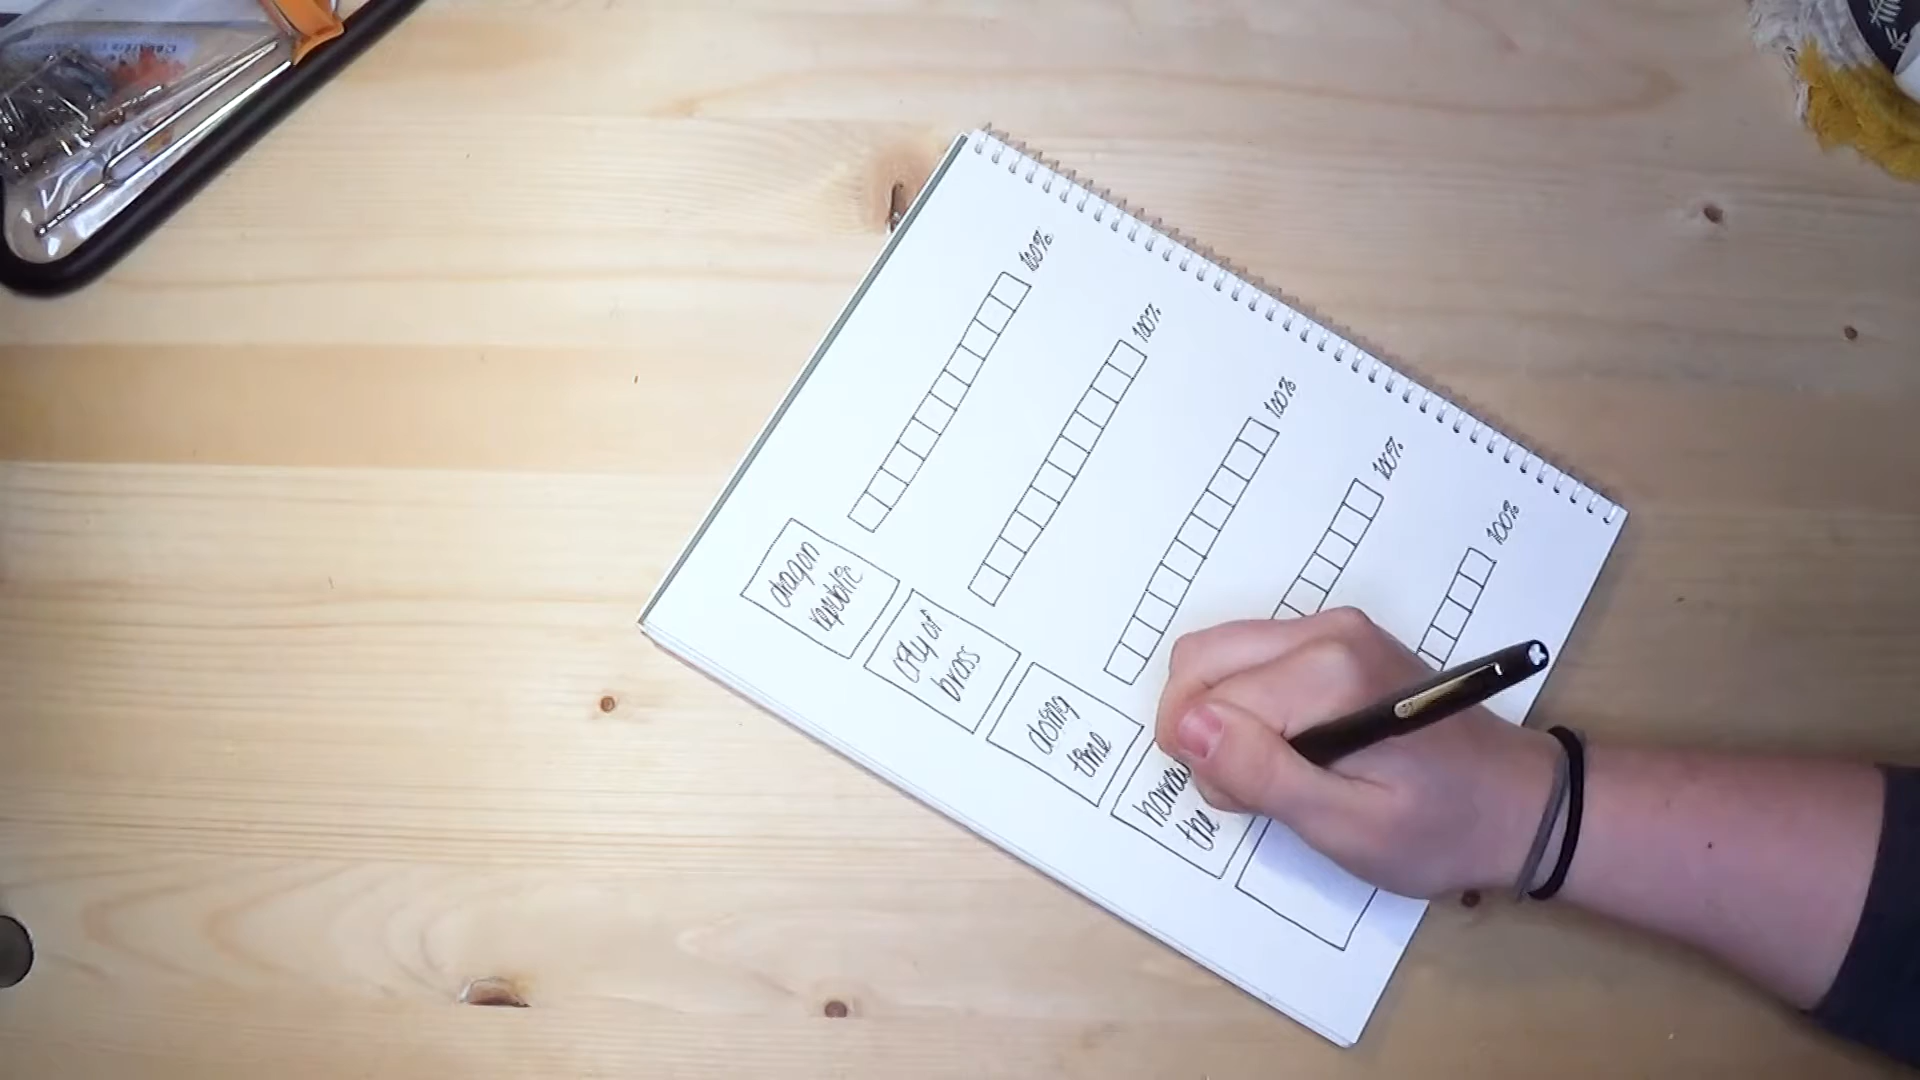 100%
100%
100%
100%
100%
dragon
republic
city of
brass
doing
time
the